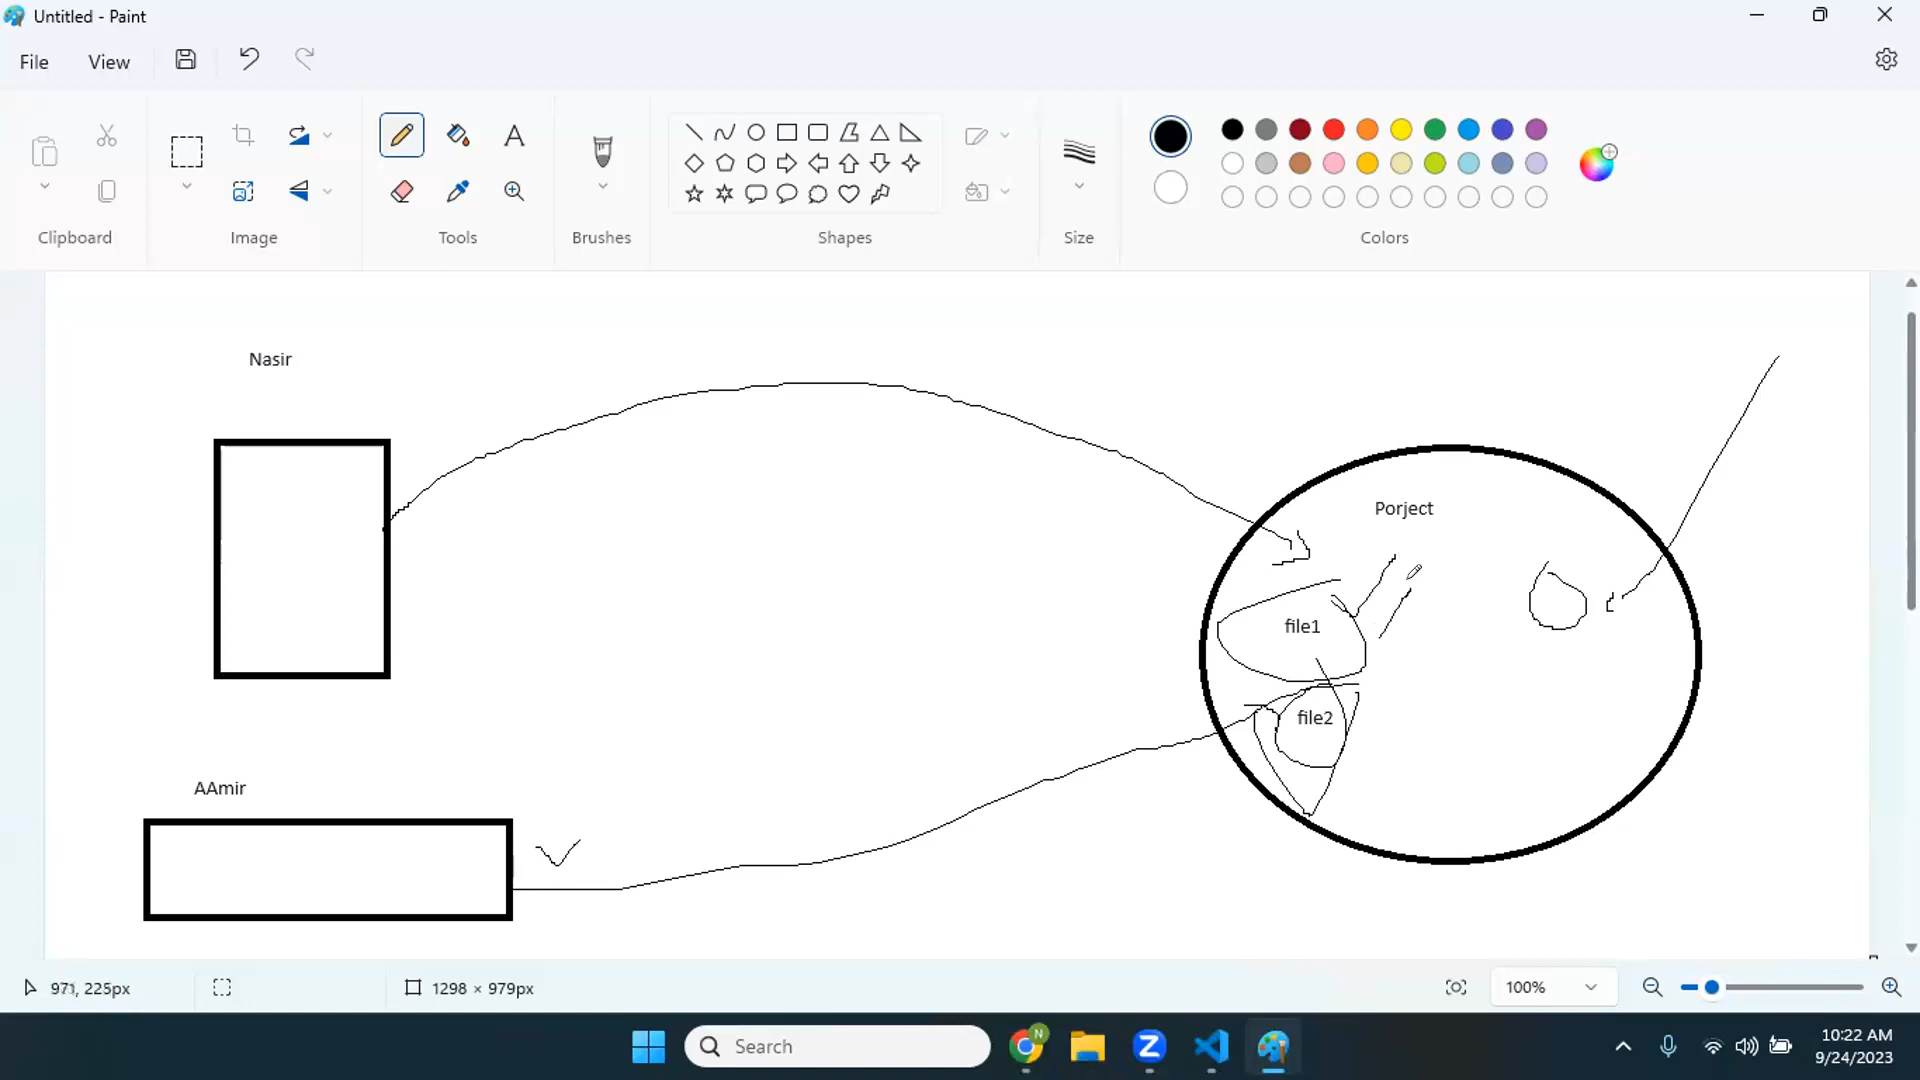 Untitled - Paint
File
View
Clipboard
Image
Tools
Brushes
Shapes
Size
Colors
Nasir
Porject
file1
file2
AAmir
971, 225px
1298 × 979px
100%
Search
N
Z
10:22 AM
9/24/2023